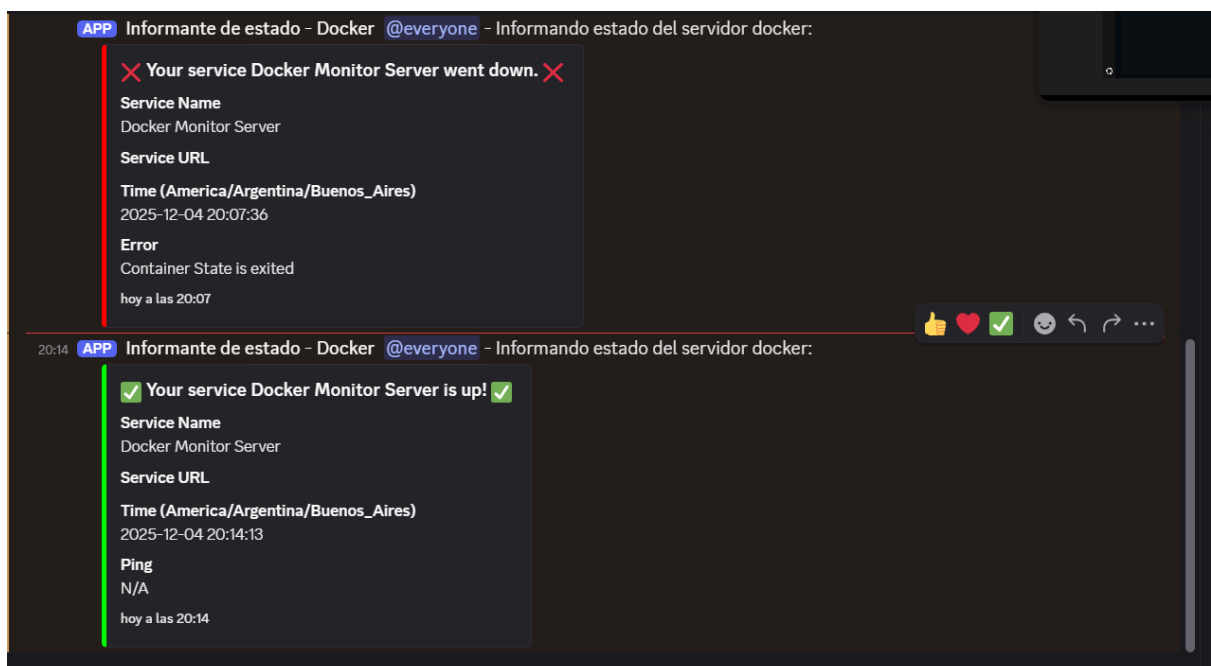 APP Informante de estado - Docker @everyone - Informando estado del servidor docker:
❌ Your service Docker Monitor Server went down. ❌
Service Name
Docker Monitor Server
Service URL
Time (America/Argentina/Buenos_Aires)
2025-12-04 20:07:36
Error
Container State is exited
hoy a las 20:07
20:14 APP Informante de estado - Docker @everyone - Informando estado del servidor docker:
✅ Your service Docker Monitor Server is up! ✅
Service Name
Docker Monitor Server
Service URL
Time (America/Argentina/Buenos_Aires)
2025-12-04 20:14:13
Ping
N/A
hoy a las 20:14